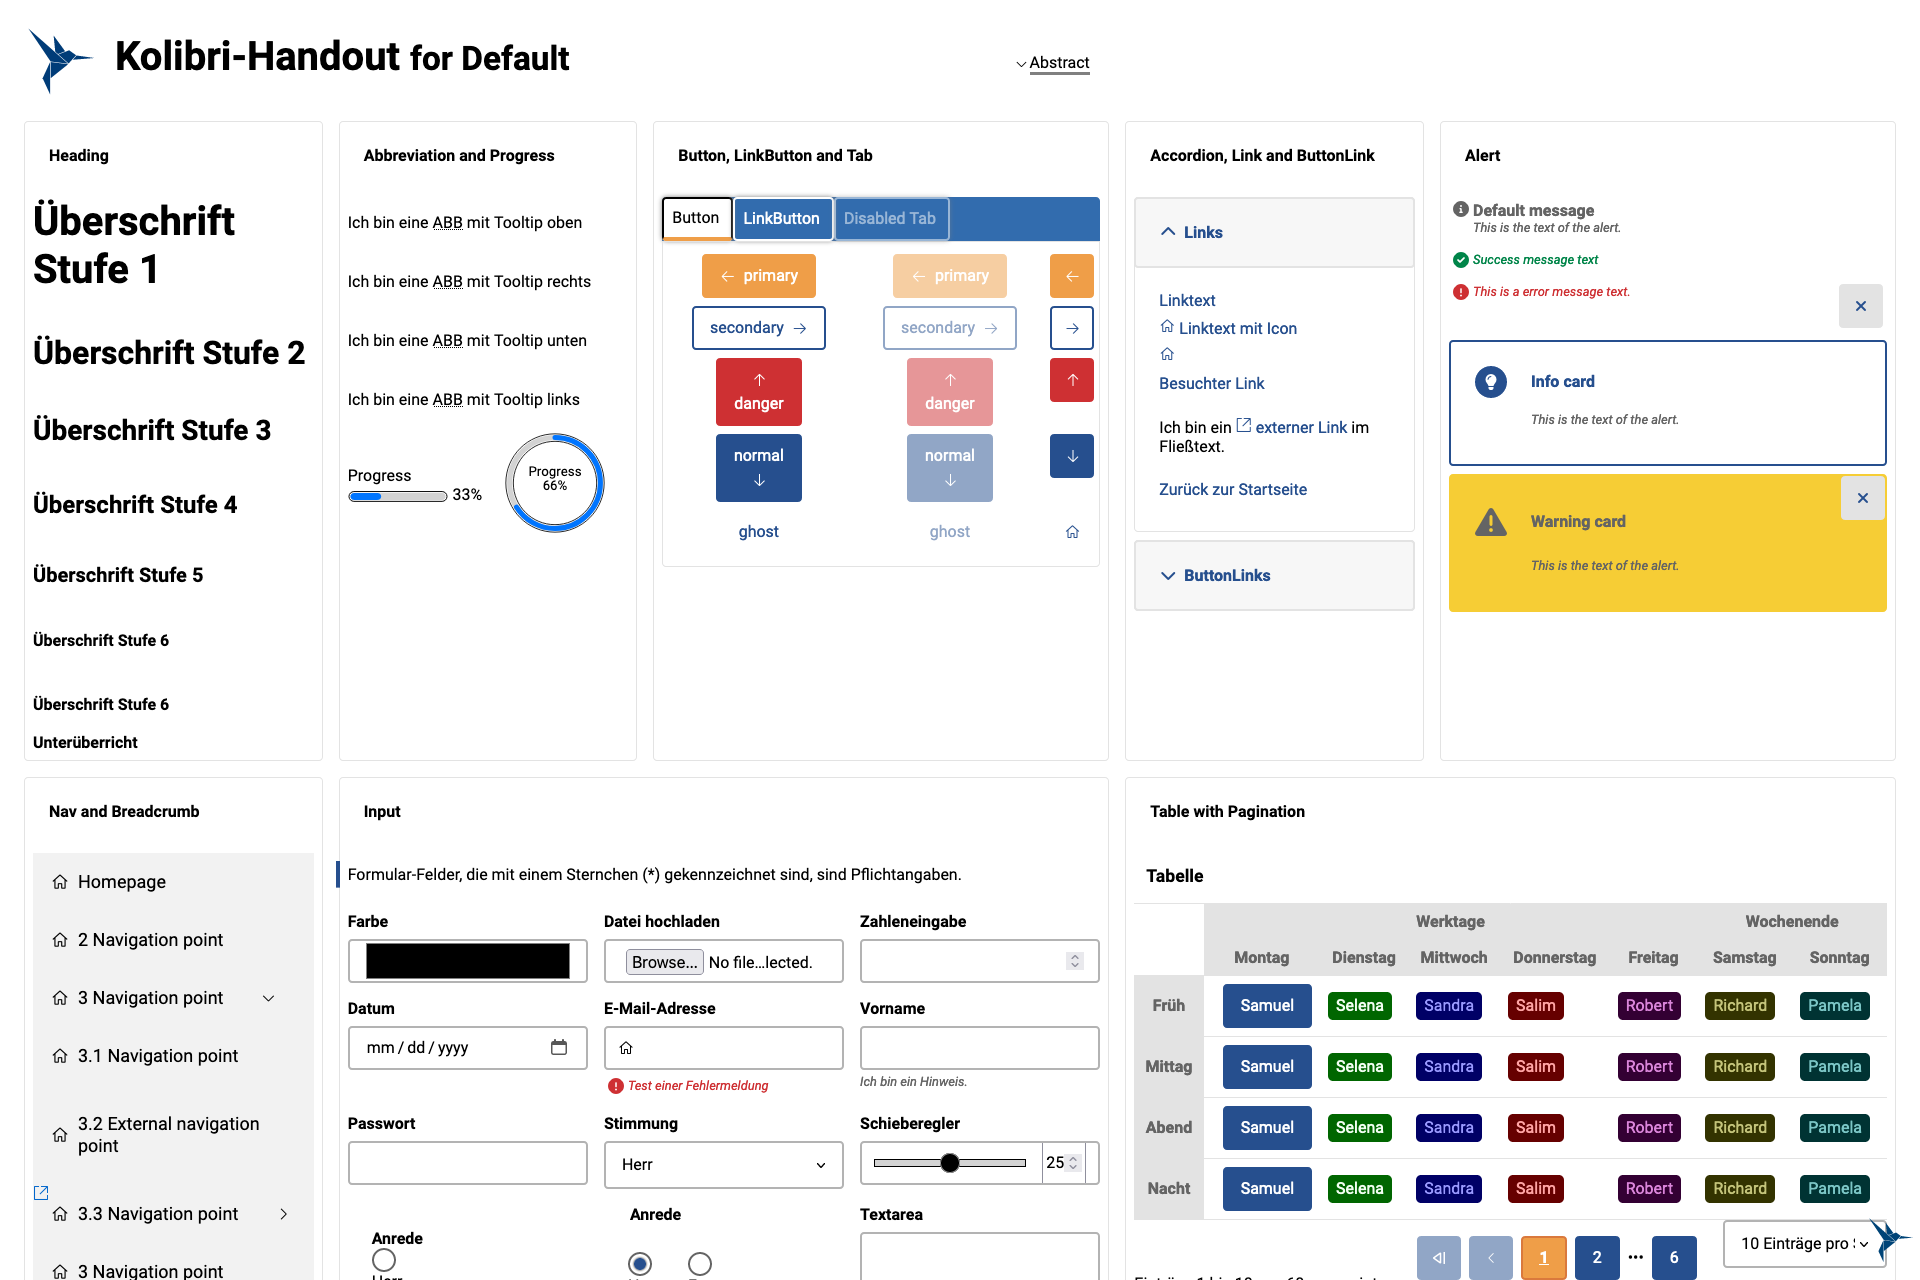 Kolibri-Handout for Default
Abstract
Heading
Überschrift
Stufe 1
Überschrift Stufe 2
Überschrift Stufe 3
Überschrift Stufe 4
Überschrift Stufe 5
Überschrift Stufe 6
Überschrift Stufe 6
Unterüberricht
Abbreviation and Progress
Ich bin eine ABB mit Tooltip oben
Ich bin eine ABB mit Tooltip rechts
Ich bin eine ABB mit Tooltip unten
Ich bin eine ABB mit Tooltip links
Progress
33%
Progress
66%
Button, LinkButton and Tab
Button LinkButton Disabled Tab
primary primary
secondary secondary
danger danger
normal normal
ghost ghost
Accordion, Link and ButtonLink
Links
Linktext
Linktext mit Icon
Besuchter Link
Ich bin ein externer Link im
Fließtext.
Zurück zur Startseite
ButtonLinks
Alert
Default message
This is the text of the alert.
Success message text
This is a error message text.
Info card
This is the text of the alert.
Warning card
This is the text of the alert.
Nav and Breadcrumb
Homepage
2 Navigation point
3 Navigation point
3.1 Navigation point
3.2 External navigation
point
3.3 Navigation point
3 Navigation point
Input
Formular-Felder, die mit einem Sternchen (*) gekennzeichnet sind, sind Pflichtangaben.
Farbe Datei hochladen Zahleneingabe
Browse... No file...lected.
Datum E-Mail-Adresse Vorname
mm / dd / yyyy
Test einer Fehlermeldung
Ich bin ein Hinweis.
Passwort Stimmung Schieberegler
Herr 25
Anrede
Anrede
Textarea
Table with Pagination
Tabelle
Werktage Wochenende
Montag Dienstag Mittwoch Donnerstag Freitag Samstag Sonntag
Früh Samuel Selena Sandra Salim Robert Richard Pamela
Mittag Samuel Selena Sandra Salim Robert Richard Pamela
Abend Samuel Selena Sandra Salim Robert Richard Pamela
Nacht Samuel Selena Sandra Salim Robert Richard Pamela
1 2 ••• 6
10 Einträge pro